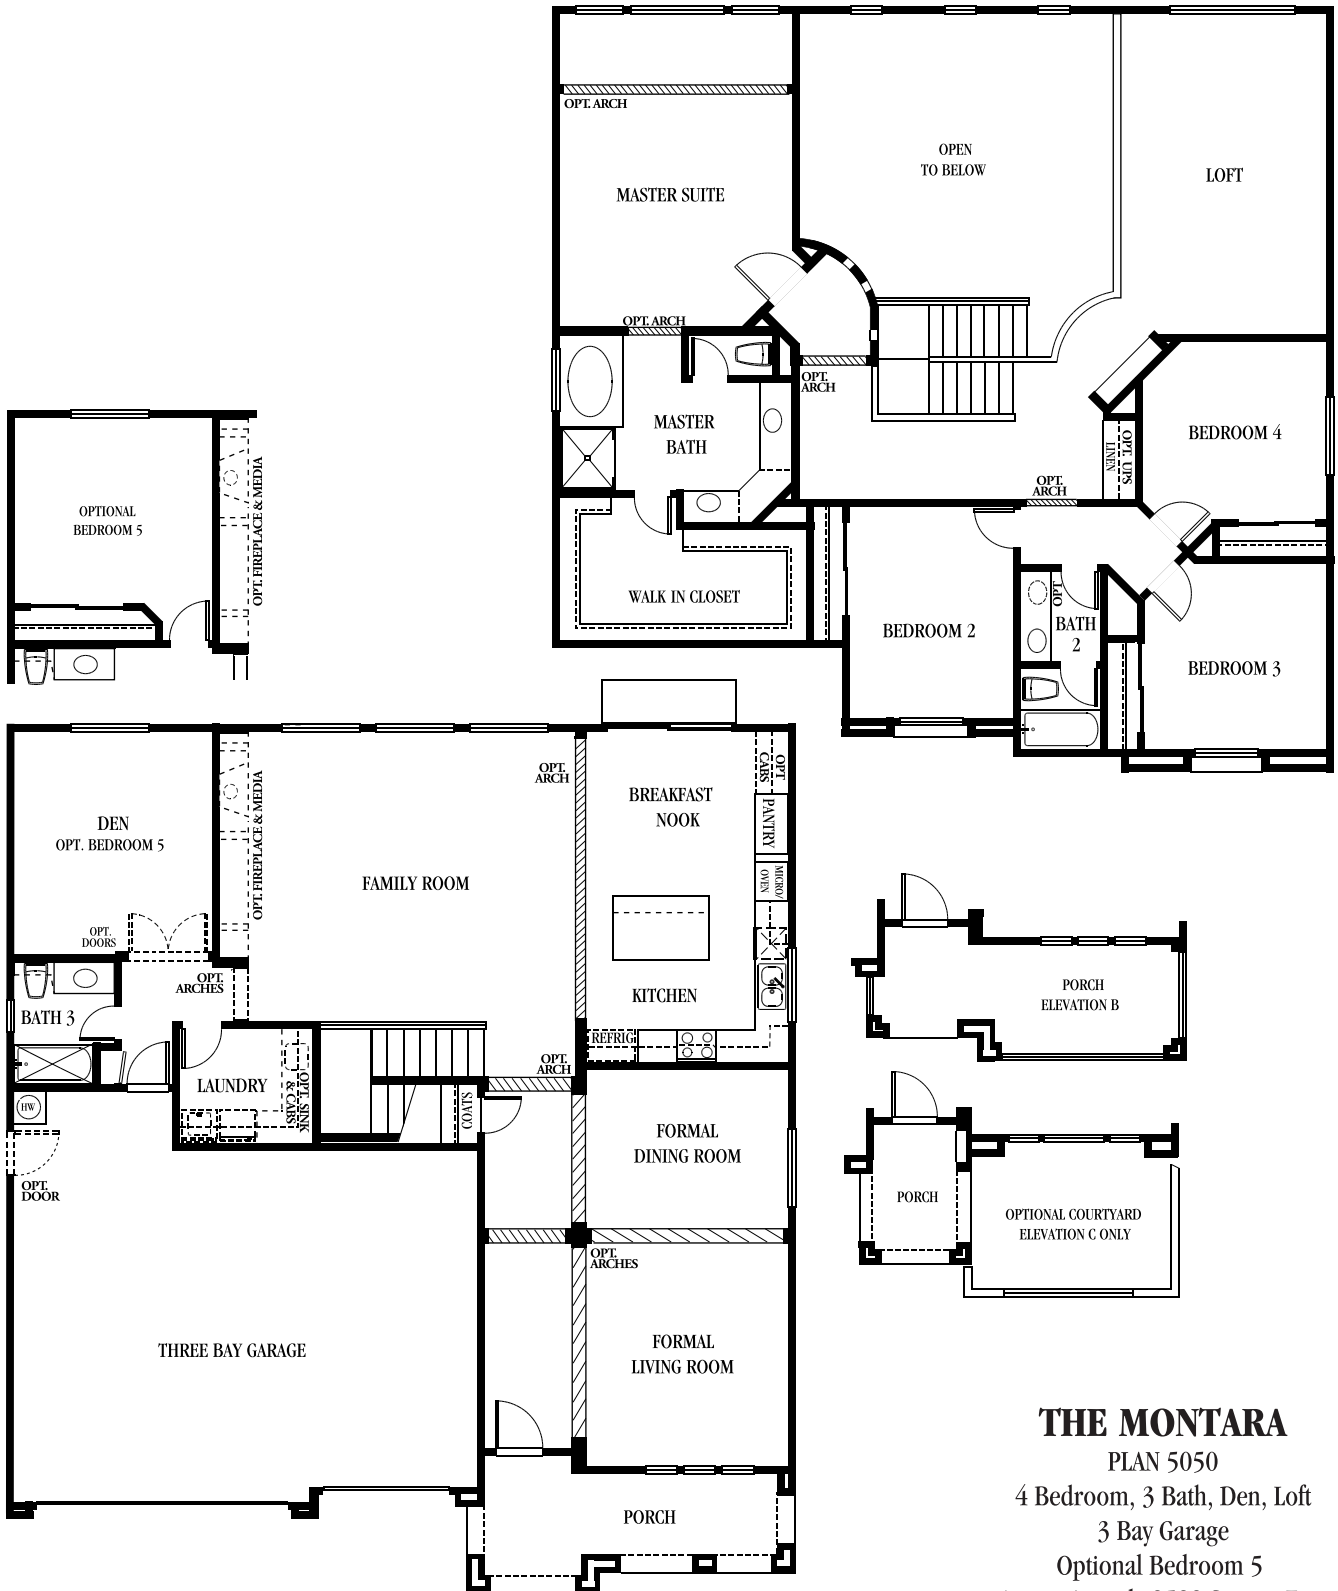 OPT. ARCH
MASTER SUITE
OPEN
TO BELOW
LOFT
OPT. ARCH
OPT.
ARCH
MASTER
BATH
BEDROOM 4
OPT. UPS
LINEN
OPT.
ARCH
WALK IN CLOSET
BEDROOM 2
OPT
BATH
2
BEDROOM 3
OPTIONAL
BEDROOM 5
OPT. FIREPLACE & MEDIA
DEN
OPT. BEDROOM 5
OPT. FIREPLACE & MEDIA
OPT.
DOORS
OPT.
ARCHES
FAMILY ROOM
OPT.
ARCH
BREAKFAST
NOOK
OPT
CABS
PANTRY
MICRO/
OVEN
KITCHEN
REFRIG
BATH 3
HW
LAUNDRY
OPT. SINK
& CABS
COATS
OPT.
ARCH
OPT.
DOOR
FORMAL
DINING ROOM
OPT.
ARCHES
FORMAL
LIVING ROOM
THREE BAY GARAGE
PORCH
PORCH
ELEVATION B
PORCH
OPTIONAL COURTYARD
ELEVATION C ONLY
THE MONTARA
PLAN 5050
4 Bedroom, 3 Bath, Den, Loft
3 Bay Garage
Optional Bedroom 5